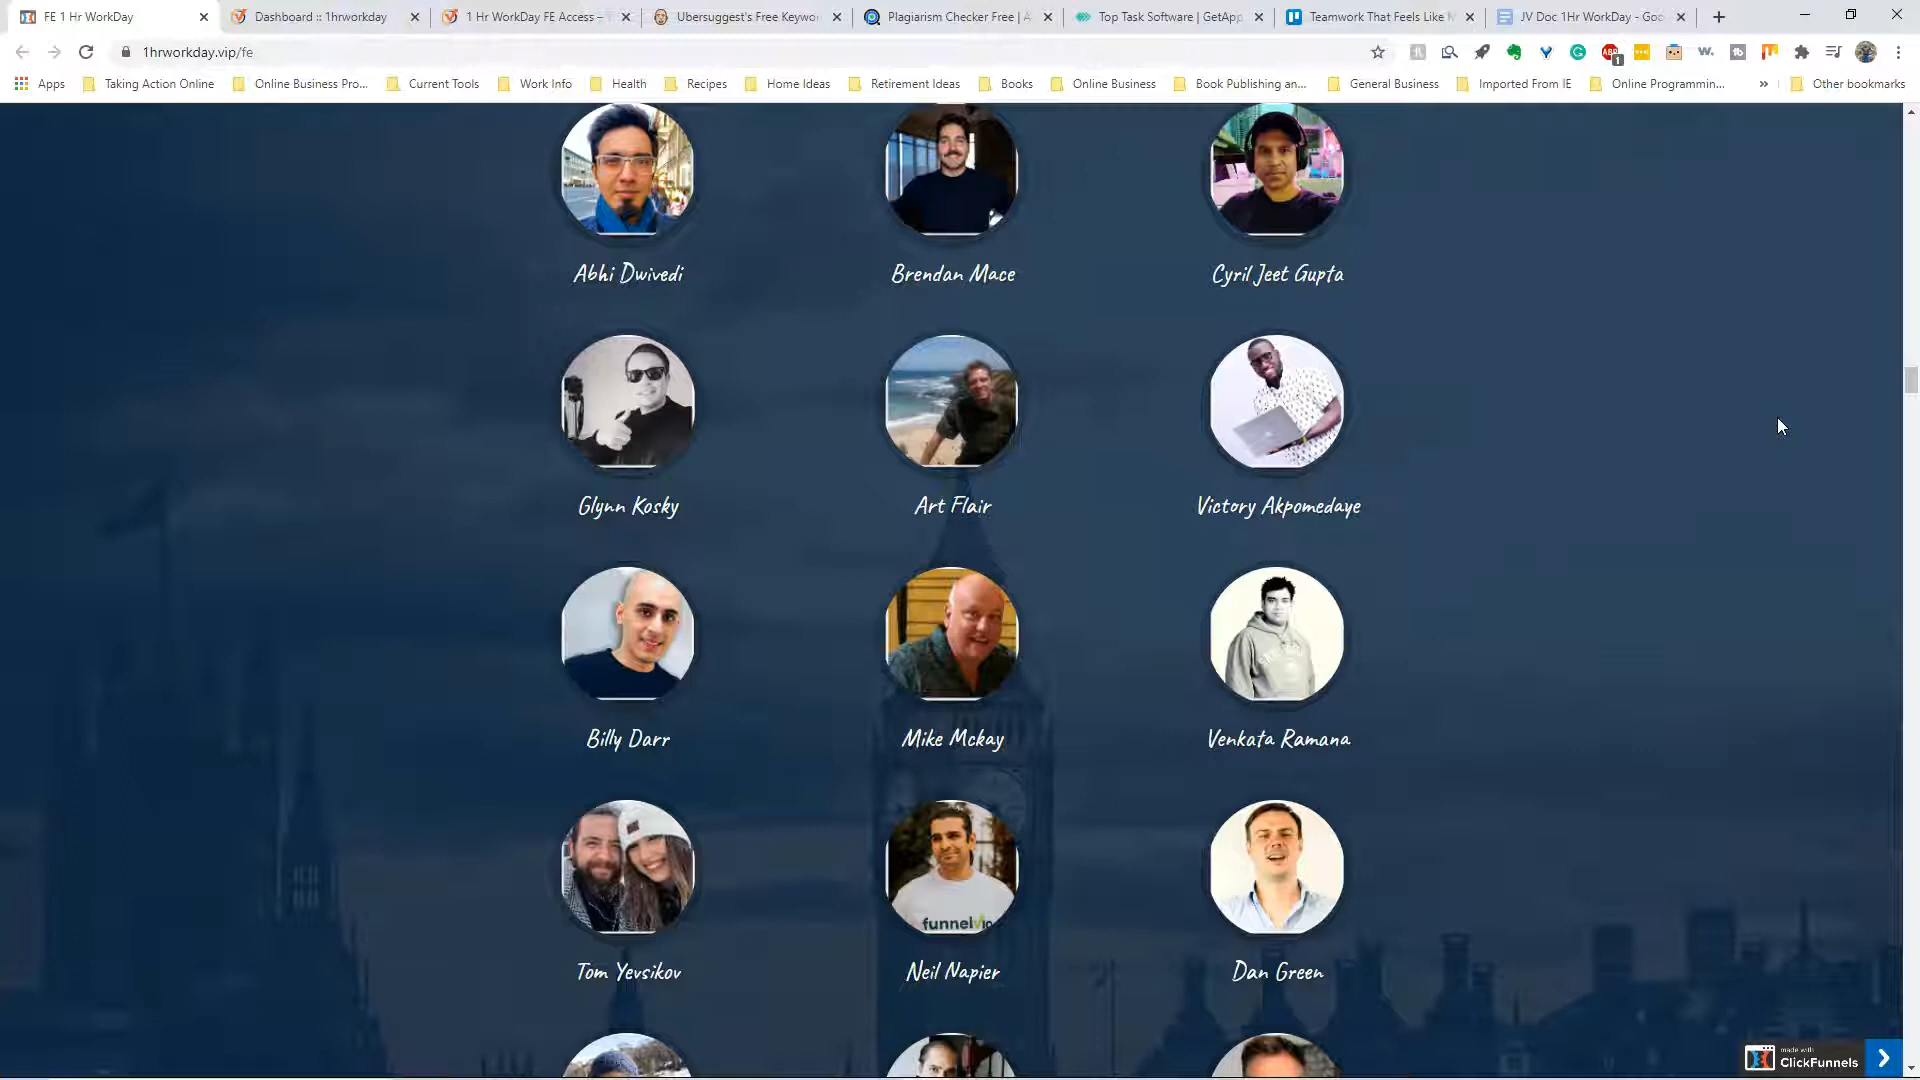 FE 1 Hr WorkDay
Dashboard :: 1hrworkday
1 Hr WorkDay FE Access – T
Ubersuggest's Free Keywo
Plagiarism Checker Free | A
Top Task Software | GetApp
Teamwork That Feels Like M
JV Doc 1Hr WorkDay - Goo
1hrworkday.vip/fe
Apps
Taking Action Online
Online Business Pro...
Current Tools
Work Info
Health
Recipes
Home Ideas
Retirement Ideas
Books
Online Business
Book Publishing an...
General Business
Imported From IE
Online Programmin...
Other bookmarks
Abhi Dwivedi
Brendan Mace
Cyril Jeet Gupta
Glynn Kosky
Art Flair
Victory Akpomedaye
Billy Darr
Mike Mckay
Venkata Ramana
funnelvio
Tom Yevsikov
Neil Napier
Dan Green
made with
ClickFunnels